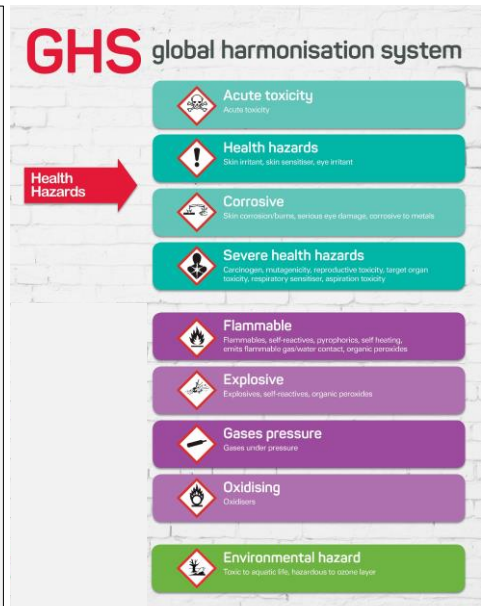 GHS global harmonisation system
Acute toxicity
Acute toxicity
Health hazards
Skin irritant, skin sensitiser, eye irritant
Health
Hazards
Corrosive
Skin corrosion/burns, serious eye damage, corrosive to metals
Severe health hazards
Carcinogen, mutagenicity, reproductive toxicity, target organ
toxicity, respiratory sensitiser, aspiration toxicity
Flammable
Flammables, self-reactives, pyrophorics, self heating,
emits flammable gas/water contact, organic peroxides
Explosive
Explosives, self-reactives, organic peroxides
Gases pressure
Gases under pressure
Oxidising
Oxidisers
Environmental hazard
Toxic to aquatic life, hazardous to ozone layer